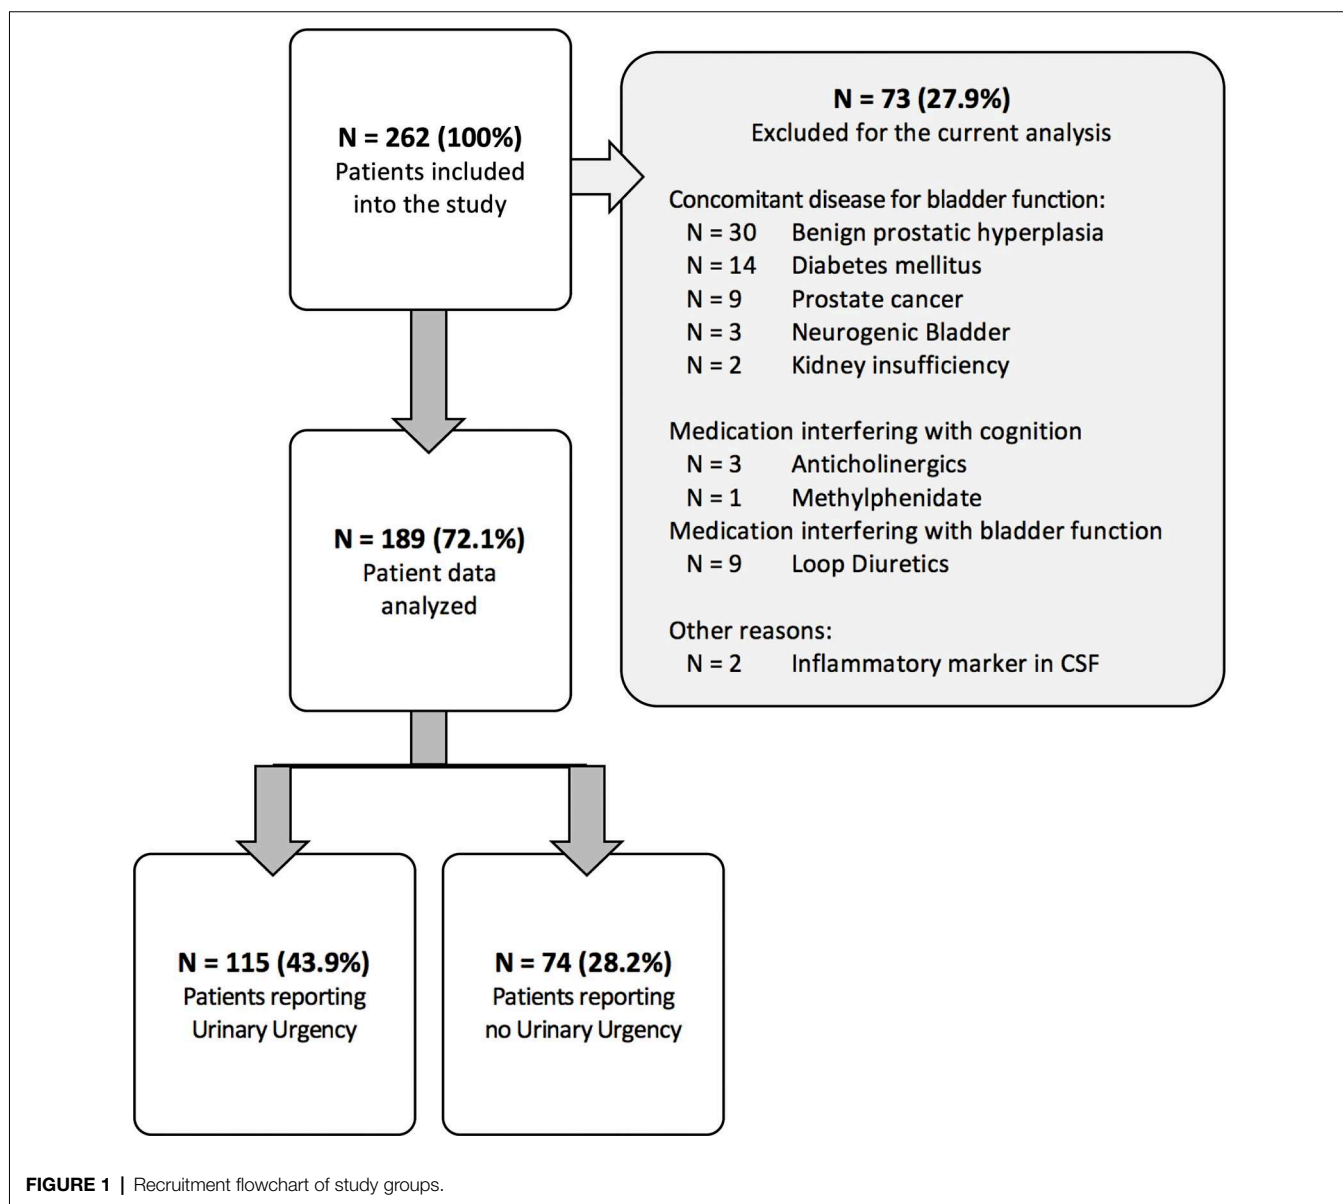 N = 262 (100%)
Patients included
into the study
N = 73 (27.9%)
Excluded for the current analysis
Concomitant disease for bladder function:
N = 30 Benign prostatic hyperplasia
N = 14 Diabetes mellitus
N = 9 Prostate cancer
N = 3 Neurogenic Bladder
N = 2 Kidney insufficiency
Medication interfering with cognition
N = 3 Anticholinergics
N = 1 Methylphenidate
Medication interfering with bladder function
N = 9 Loop Diuretics
Other reasons:
N = 2 Inflammatory marker in CSF
N = 189 (72.1%)
Patient data
analyzed
N = 115 (43.9%)
Patients reporting
Urinary Urgency
N = 74 (28.2%)
Patients reporting
no Urinary Urgency
FIGURE 1 | Recruitment flowchart of study groups.